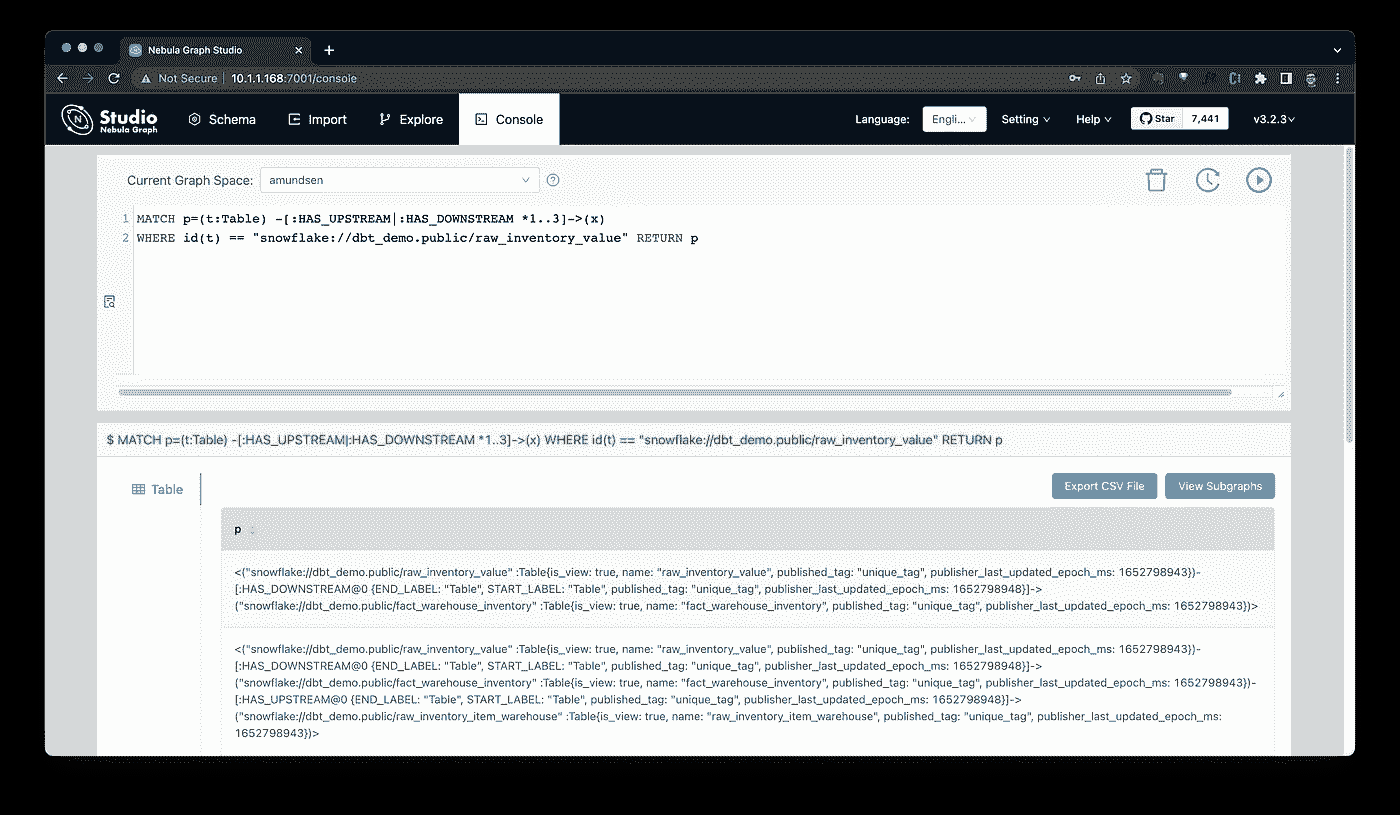 Nebula Graph Studio
Not Secure 10.1.1.168:7001/console
Studio
Nebula Graph
Schema Import Explore Console Language: Engli... Setting Help Star 7,441 v3.2.3
Current Graph Space: amundsen
1 MATCH p=(t:Table) -[:HAS_UPSTREAM|:HAS_DOWNSTREAM *1..3]->(x)
2 WHERE id(t) == "snowflake://dbt_demo.public/raw_inventory_value" RETURN p
$ MATCH p=(t:Table) -[:HAS_UPSTREAM|:HAS_DOWNSTREAM *1..3]->(x) WHERE id(t) == "snowflake://dbt_demo.public/raw_inventory_value" RETURN p
Table
Export CSV File View Subgraphs
p
<("snowflake://dbt_demo.public/raw_inventory_value" :Table{is_view: true, name: "raw_inventory_value", published_tag: "unique_tag", publisher_last_updated_epoch_ms: 1652798943})-
[:HAS_DOWNSTREAM@0 {END_LABEL: "Table", START_LABEL: "Table", published_tag: "unique_tag", publisher_last_updated_epoch_ms: 1652798948}]->
("snowflake://dbt_demo.public/fact_warehouse_inventory" :Table{is_view: true, name: "fact_warehouse_inventory", published_tag: "unique_tag", publisher_last_updated_epoch_ms: 1652798943})>
<("snowflake://dbt_demo.public/raw_inventory_value" :Table{is_view: true, name: "raw_inventory_value", published_tag: "unique_tag", publisher_last_updated_epoch_ms: 1652798943})-
[:HAS_DOWNSTREAM@0 {END_LABEL: "Table", START_LABEL: "Table", published_tag: "unique_tag", publisher_last_updated_epoch_ms: 1652798948}]->
("snowflake://dbt_demo.public/fact_warehouse_inventory" :Table{is_view: true, name: "fact_warehouse_inventory", published_tag: "unique_tag", publisher_last_updated_epoch_ms: 1652798943})-
[:HAS_UPSTREAM@0 {END_LABEL: "Table", START_LABEL: "Table", published_tag: "unique_tag", publisher_last_updated_epoch_ms: 1652798948}]->
("snowflake://dbt_demo.public/raw_inventory_item_warehouse" :Table{is_view: true, name: "raw_inventory_item_warehouse", published_tag: "unique_tag", publisher_last_updated_epoch_ms:
1652798943})>